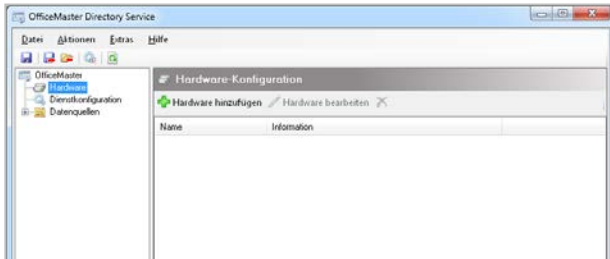 OfficeMaster Directory Service
Datei Aktionen Extras Hilfe
OfficeMaster
Hardware
Dienstkonfiguration
Datenquellen
Hardware-Konfiguration
Hardware hinzufügen Hardware bearbeiten
Name Information